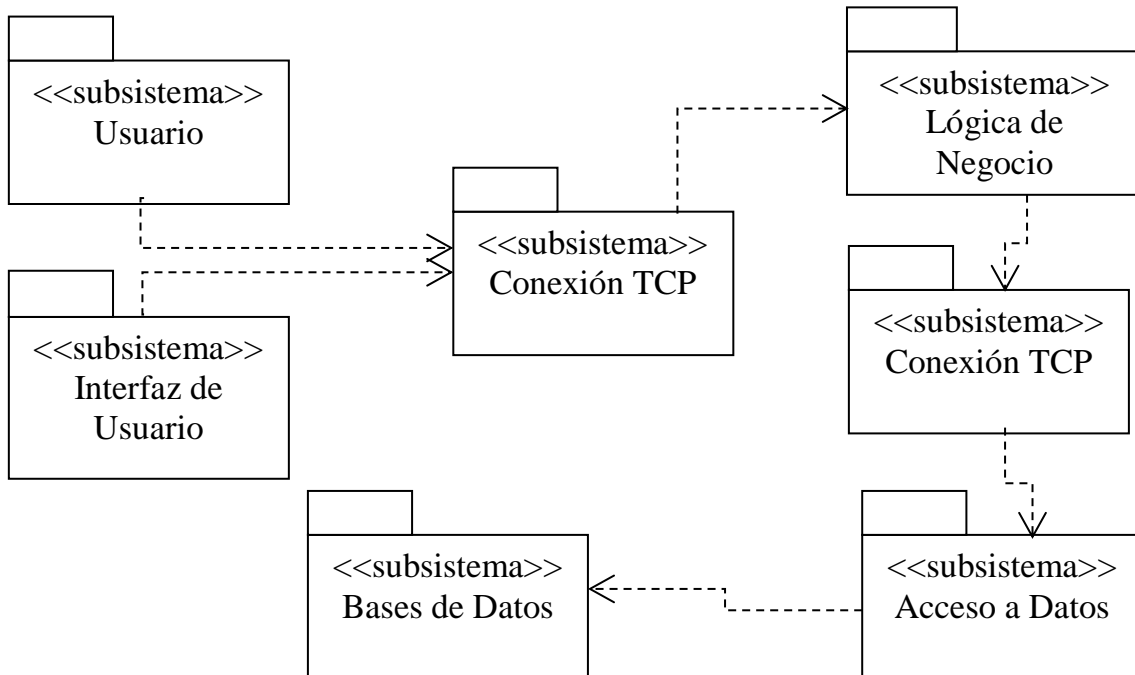 <<subsistema>>
Usuario
<<subsistema>>
Lógica de
Negocio
<<subsistema>>
Conexión TCP
<<subsistema>>
Interfaz de
Usuario
<<subsistema>>
Conexión TCP
<<subsistema>>
Bases de Datos
<<subsistema>>
Acceso a Datos